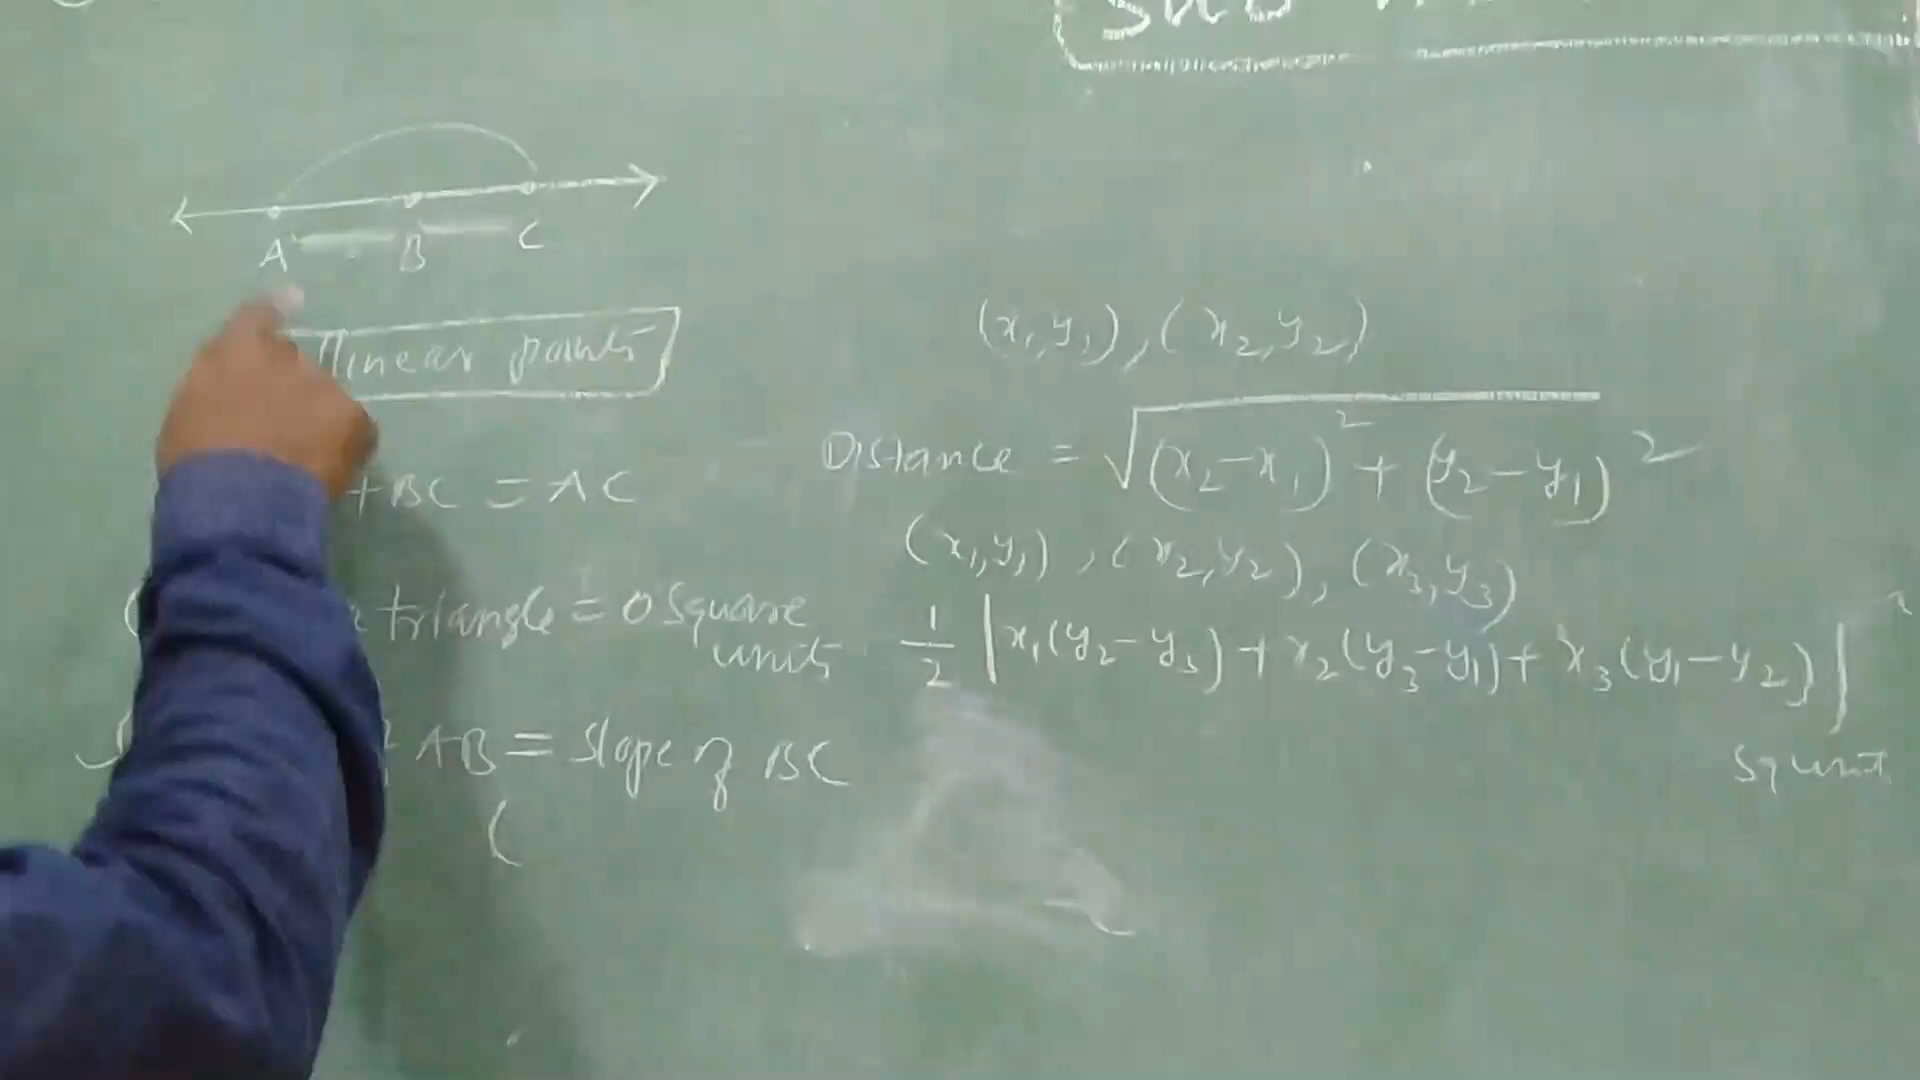 A B C
llinear points
+BC = AC
triangle = 0 square
units
AB = slope of BC
(
(x₁,y₁), (x₂,y₂)
Distance = √(x₂-x₁)² + (y₂-y₁)²
(x₁,y₁), (x₂,y₂), (x₃,y₃)
1/2 |x₁(y₂-y₃)+x₂(y₃-y₁)+x₃(y₁-y₂)|
sq unit